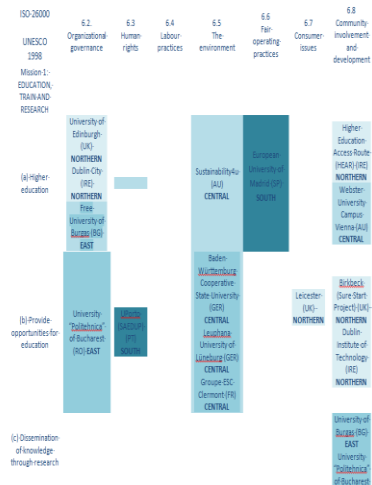 ISO-26000
UNESCO
1998
Mission-1:-
EDUCATION,-
TRAIN-AND-
RESEARCH
6.2.
Organizational-
governance
6.3
Human-
rights
6.4
Labour-
practices
6.5
The-
environment
6.6
Fair-
operating-
practices
6.7
Consumer-
issues
6.8
Community-
involvement
and-
development
(a)-Higher-
education
University-of-
Edinburgh-
(UK)-
NORTHERN
Dublin-City-
(IRE)-
NORTHERN
Free-
University-of-
Burgas-(BG)-
EAST
Sustainability4u-
(AU)
CENTRAL
European-
University-of-
Madrid-(SP)
SOUTH
Higher-
Education-
Access-Route-
(HEAR)-(IRE)
NORTHERN
Webster-
University-
Campus-
Vienna-(AU)
CENTRAL
(b)-Provide-
opportunities-for-
education
University-
"Politehnica"-
of-Bucharest-
(RO)-EAST
(PT)
SOUTH
Baden-
Württemburg-
Cooperative-
State-University
(GER)
CENTRAL
Leuphana-
University-of-
Lüneburg-(GER)
CENTRAL
Groupe-ESC-
Clermont-(FR)
CENTRAL
Leicester-
(UK)--
NORTHERN
Birkbeck-
(Sure-Start-
Project)-(UK)-
NORTHERN
Dublin-
Institute-of-
Technology-
(IRE)
NORTHERN
(c)-Dissemination-
of-knowledge-
through-research
University-of-
Burgas-(BG)-
EAST
University-
"Politehnica"-
of-Bucharest-